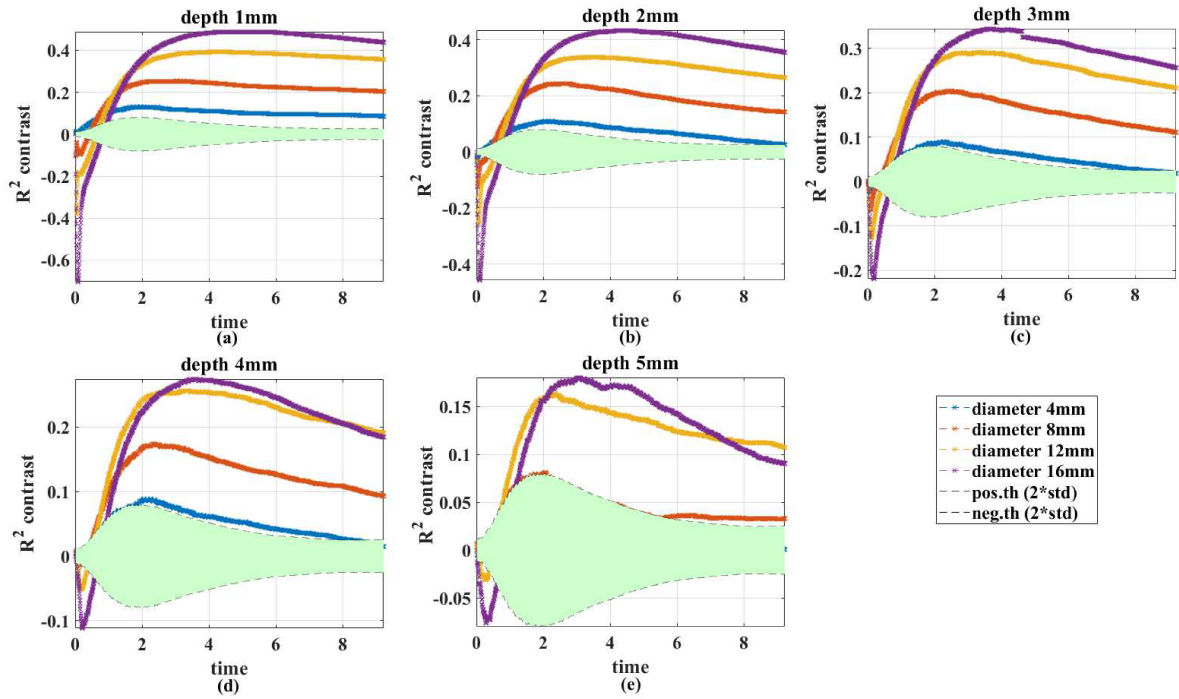 depth 1mm
0.4
0.2
0
-0.2
-0.4
-0.6
R² contrast
0 2 4 6 8
time
(a)
depth 2mm
0.4
0.2
0
-0.2
-0.4
R² contrast
0 2 4 6 8
time
(b)
depth 3mm
0.3
0.2
0.1
0
-0.1
-0.2
R² contrast
0 2 4 6 8
time
(c)
depth 4mm
0.2
0.1
0
-0.1
R² contrast
0 2 4 6 8
time
(d)
depth 5mm
0.15
0.1
0.05
0
-0.05
R² contrast
0 2 4 6 8
time
(e)
diameter 4mm
diameter 8mm
diameter 12mm
diameter 16mm
pos.th (2*std)
neg.th (2*std)